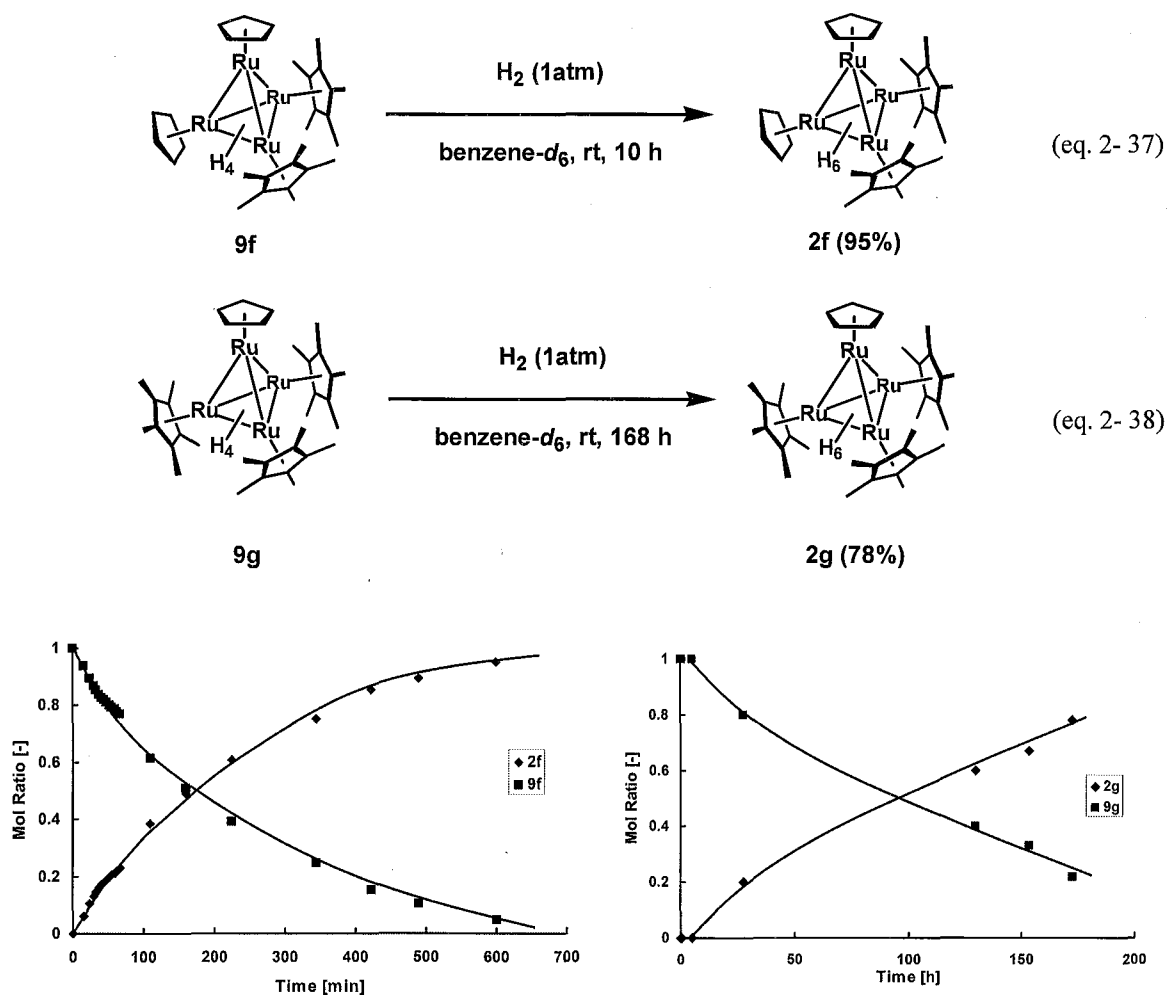 Ru
Ru
Ru
Ru
H4
9f
H2 (1atm)
benzene-d6, rt, 10 h
Ru
Ru
Ru
Ru
H6
2f (95%)
(eq. 2- 37)
Ru
Ru
Ru
Ru
H4
9g
H2 (1atm)
benzene-d6, rt, 168 h
Ru
Ru
Ru
Ru
H6
2g (78%)
(eq. 2- 38)
Mol Ratio [-]
1
0.8
0.6
0.4
0.2
0
0 100 200 300 400 500 600 700
Time [min]
2f
9f
Mol Ratio [-]
1
0.8
0.6
0.4
0.2
0
0 50 100 150 200
Time [h]
2g
9g